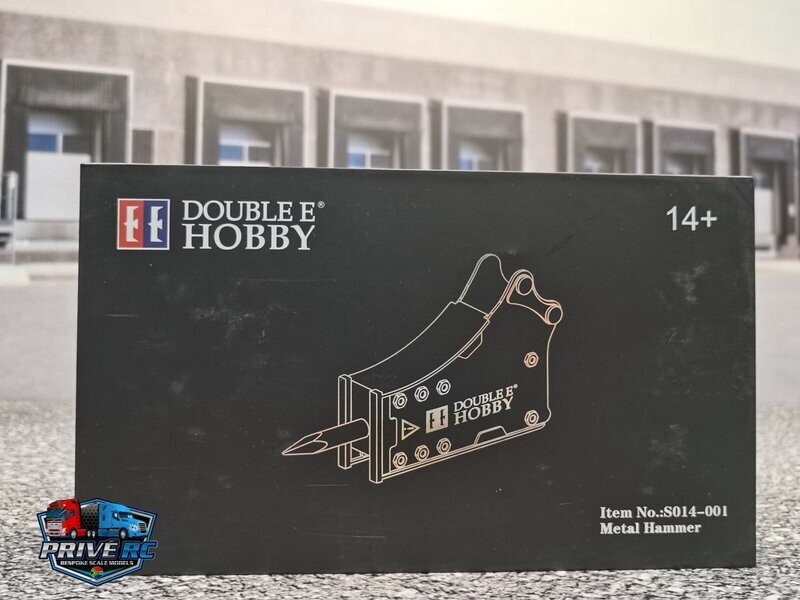 DOUBLE E®
HOBBY
14+
DOUBLE E®
HOBBY
Item No.:S014-001
Metal Hammer
PRIVE RC
BESPOKE SCALE MODELS